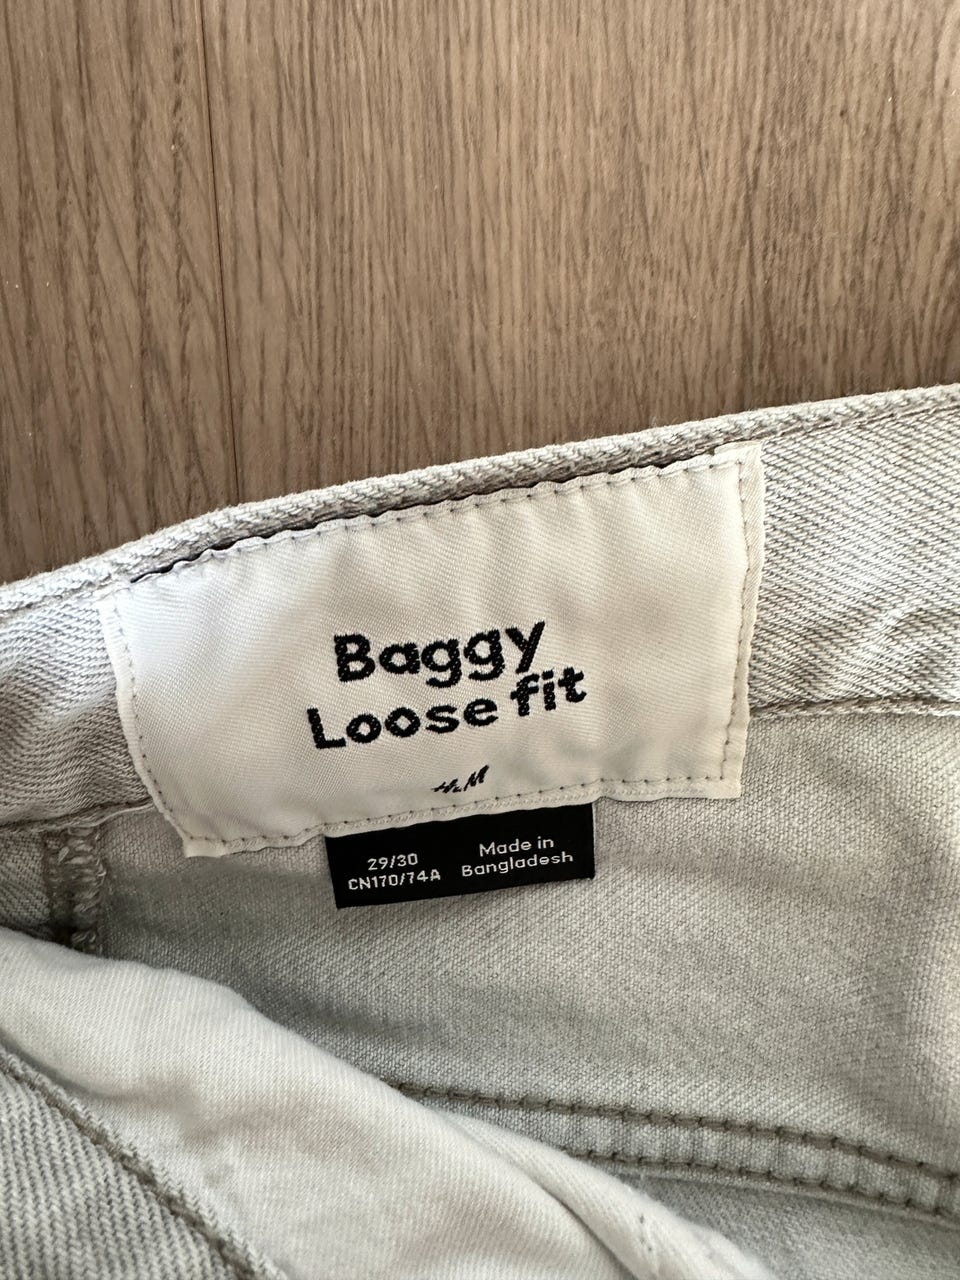 Baggy
Loose fit
H&M
29/30
CN170/74A
Made in
Bangladesh